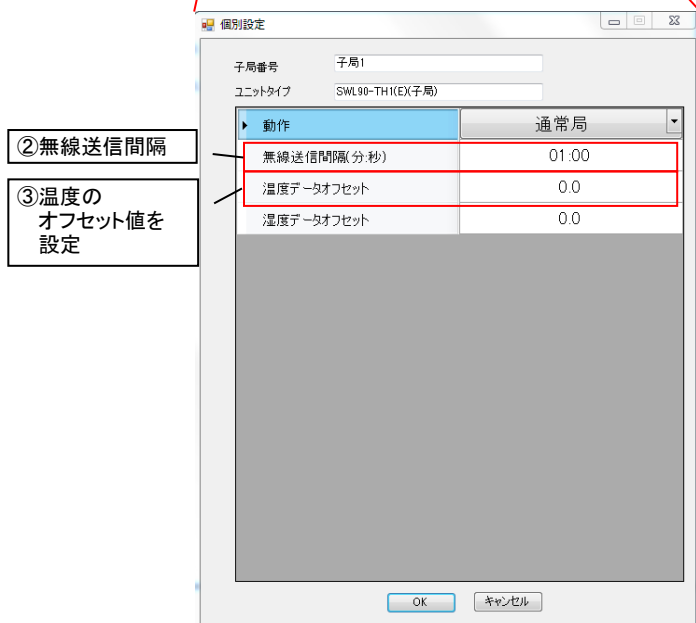 個別設定
子局番号 子局1
ユニットタイプ SWL90-TH1(E)(子局)
動作 通常局
②無線送信間隔
無線送信間隔(分:秒) 01:00
③温度の
オフセット値を
設定
温度データオフセット 0.0
湿度データオフセット 0.0
OK キャンセル